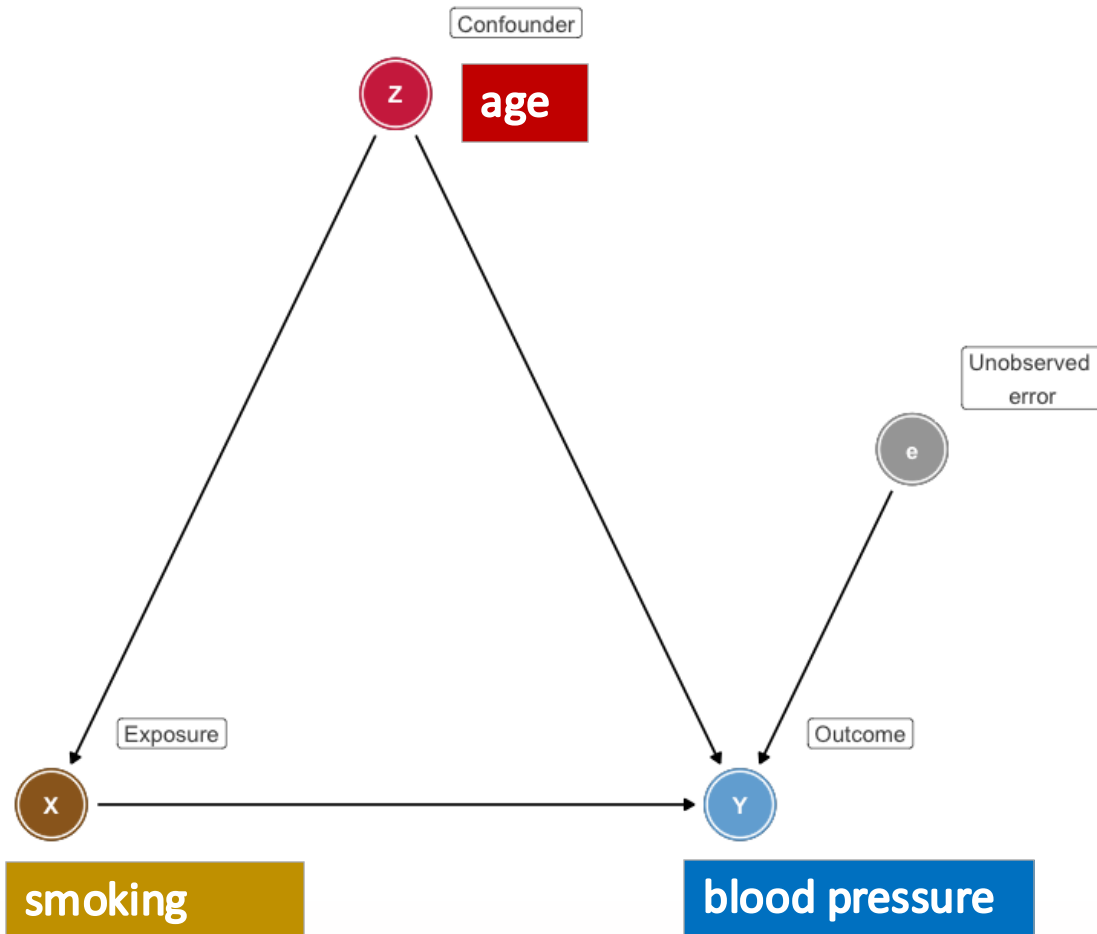 Confounder
Z
age
Unobserved
error
e
Exposure
Outcome
X
Y
smoking
blood pressure